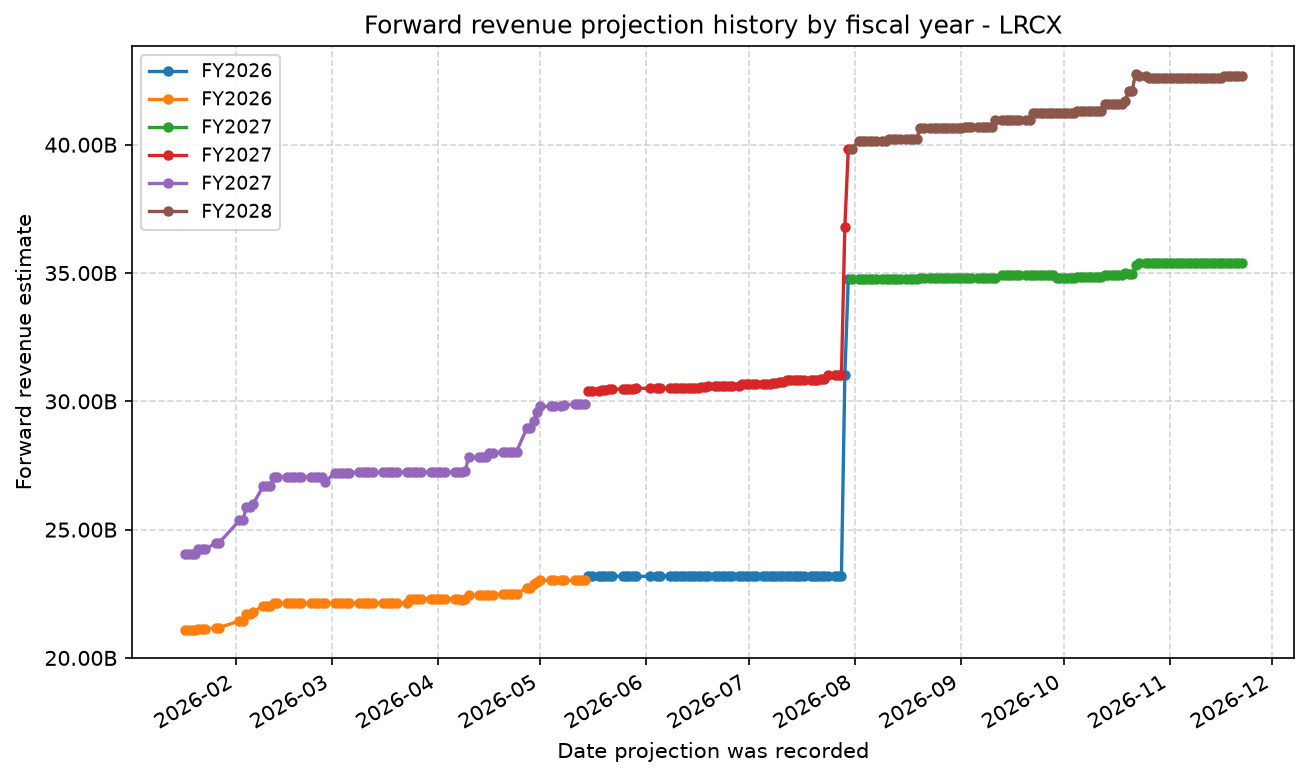 Forward revenue projection history by fiscal year - LRCX
FY2026
FY2026
FY2027
FY2027
FY2027
FY2028
40.00B
35.00B
30.00B
25.00B
20.00B
Forward revenue estimate
2026-02
2026-03
2026-04
2026-05
2026-06
2026-07
2026-08
2026-09
2026-10
2026-11
2026-12
Date projection was recorded